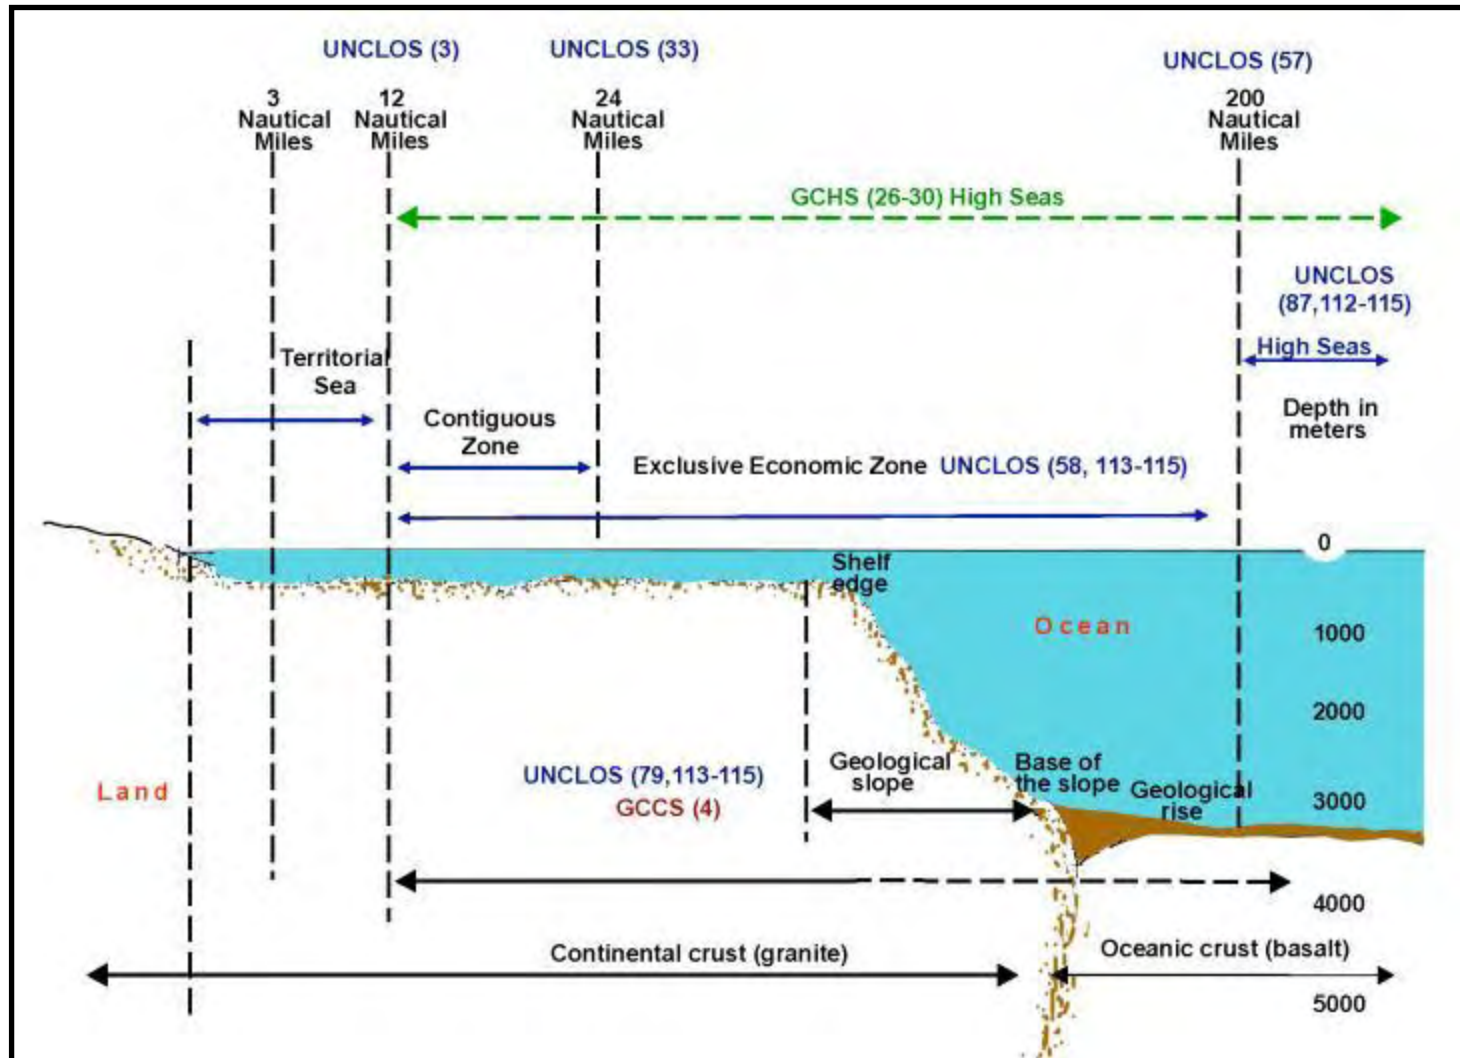 UNCLOS (3)
UNCLOS (33)
UNCLOS (57)
3
Nautical
Miles
12
Nautical
Miles
24
Nautical
Miles
200
Nautical
Miles
GCHS (26-30) High Seas
UNCLOS
(87,112-115)
High Seas
Territorial
Sea
Contiguous
Zone
Depth in
meters
Exclusive Economic Zone UNCLOS (58, 113-115)
0
Shelf
edge
Ocean
1000
2000
Land
UNCLOS (79,113-115)
GCCS (4)
Geological
slope
Base of
the slope
Geological
rise
3000
4000
Continental crust (granite)
Oceanic crust (basalt)
5000